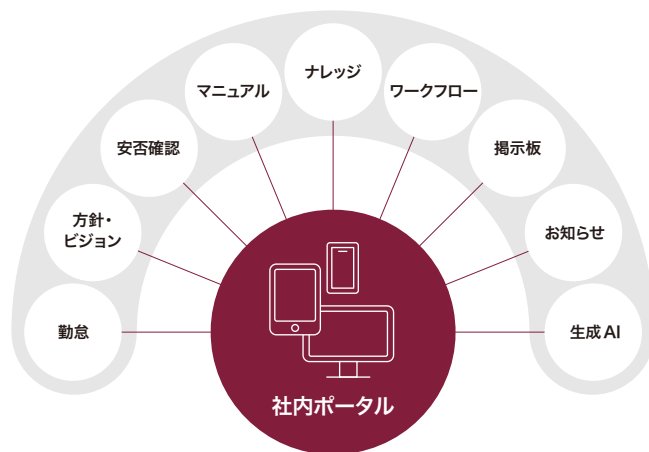 ナレッジ
マニュアル
ワークフロー
安否確認
掲示板
方針・
ビジョン
お知らせ
勤怠
生成AI
社内ポータル